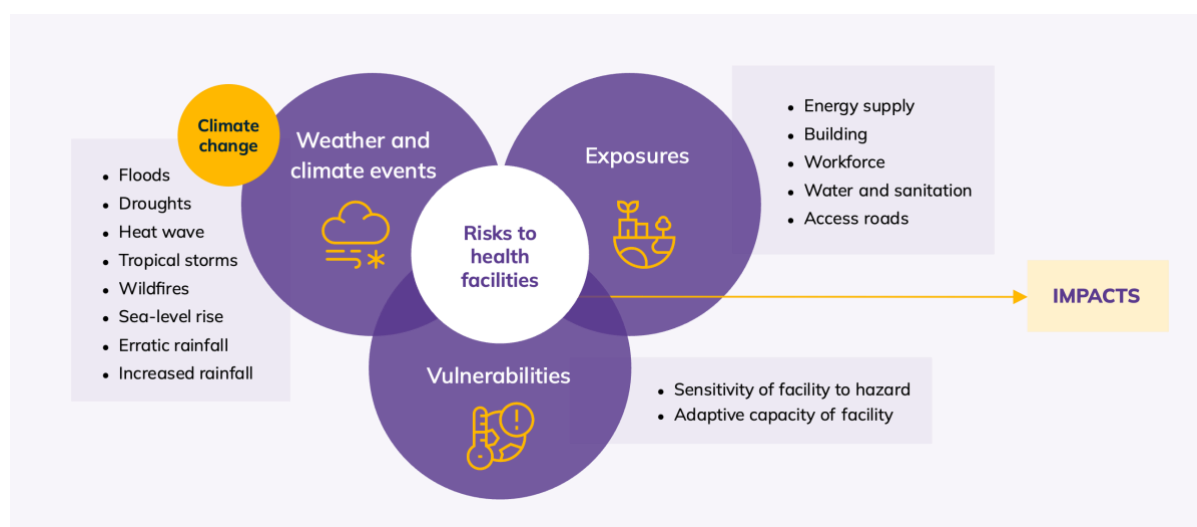 Climate
change
Weather and
climate events
• Floods
• Droughts
• Heat wave
• Tropical storms
• Wildfires
• Sea-level rise
• Erratic rainfall
• Increased rainfall
Exposures
• Energy supply
• Building
• Workforce
• Water and sanitation
• Access roads
Risks to
health
facilities
IMPACTS
Vulnerabilities
• Sensitivity of facility to hazard
• Adaptive capacity of facility